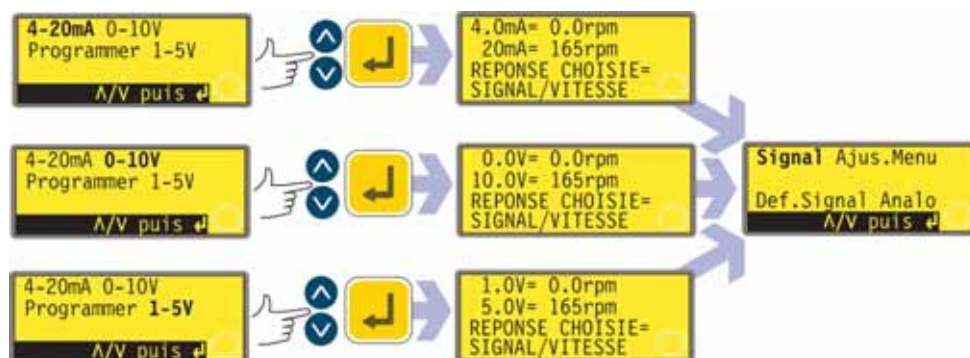 4-20mA 0-10V
Programmer 1-5V
Λ/V puis ↲
4.0mA= 0.0rpm
20mA= 165rpm
REPONSE CHOISIE=
SIGNAL/VITESSE
4-20mA 0-10V
Programmer 1-5V
Λ/V puis ↲
0.0V= 0.0rpm
10.0V= 165rpm
REPONSE CHOISIE=
SIGNAL/VITESSE
Signal Ajus.Menu
Def.Signal Analo
Λ/V puis ↲
4-20mA 0-10V
Programmer 1-5V
Λ/V puis ↲
1.0V= 0.0rpm
5.0V= 165rpm
REPONSE CHOISIE=
SIGNAL/VITESSE